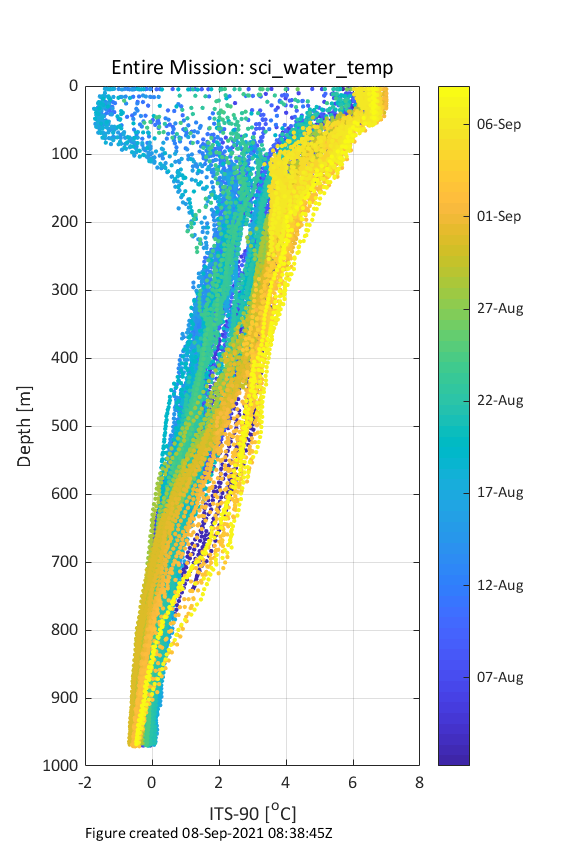 Entire Mission: sci_water_temp
0
100
200
300
400
500
600
700
800
900
1000
Depth [m]
-2 0 2 4 6 8
ITS-90 [°C]
06-Sep
01-Sep
27-Aug
22-Aug
17-Aug
12-Aug
07-Aug
Figure created 08-Sep-2021 08:38:45Z